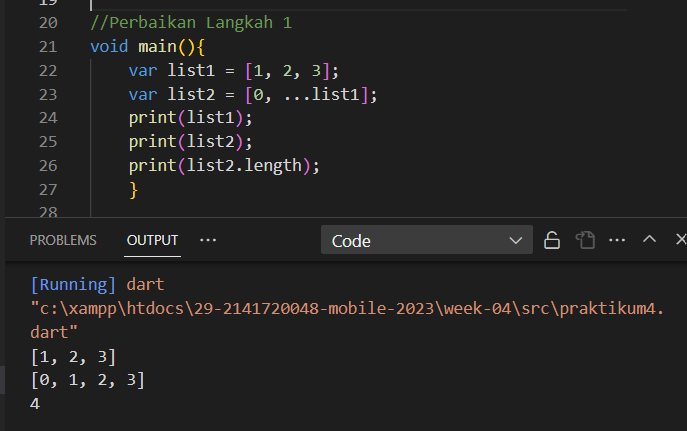 19
20 //Perbaikan Langkah 1
21 void main(){
22 var list1 = [1, 2, 3];
23 var list2 = [0, ...list1];
24 print(list1);
25 print(list2);
26 print(list2.length);
27 }
28
PROBLEMS OUTPUT ··· Code ···
[Running] dart
"c:\xampp\htdocs\29-2141720048-mobile-2023\week-04\src\praktikum4.
dart"
[1, 2, 3]
[0, 1, 2, 3]
4